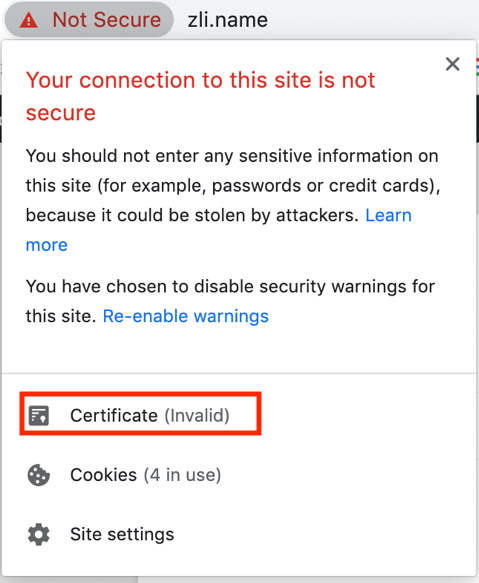 Not Secure zli.name
Your connection to this site is not
secure
You should not enter any sensitive information on
this site (for example, passwords or credit cards),
because it could be stolen by attackers. Learn
more
You have chosen to disable security warnings for
this site. Re-enable warnings
Certificate (Invalid)
Cookies (4 in use)
Site settings